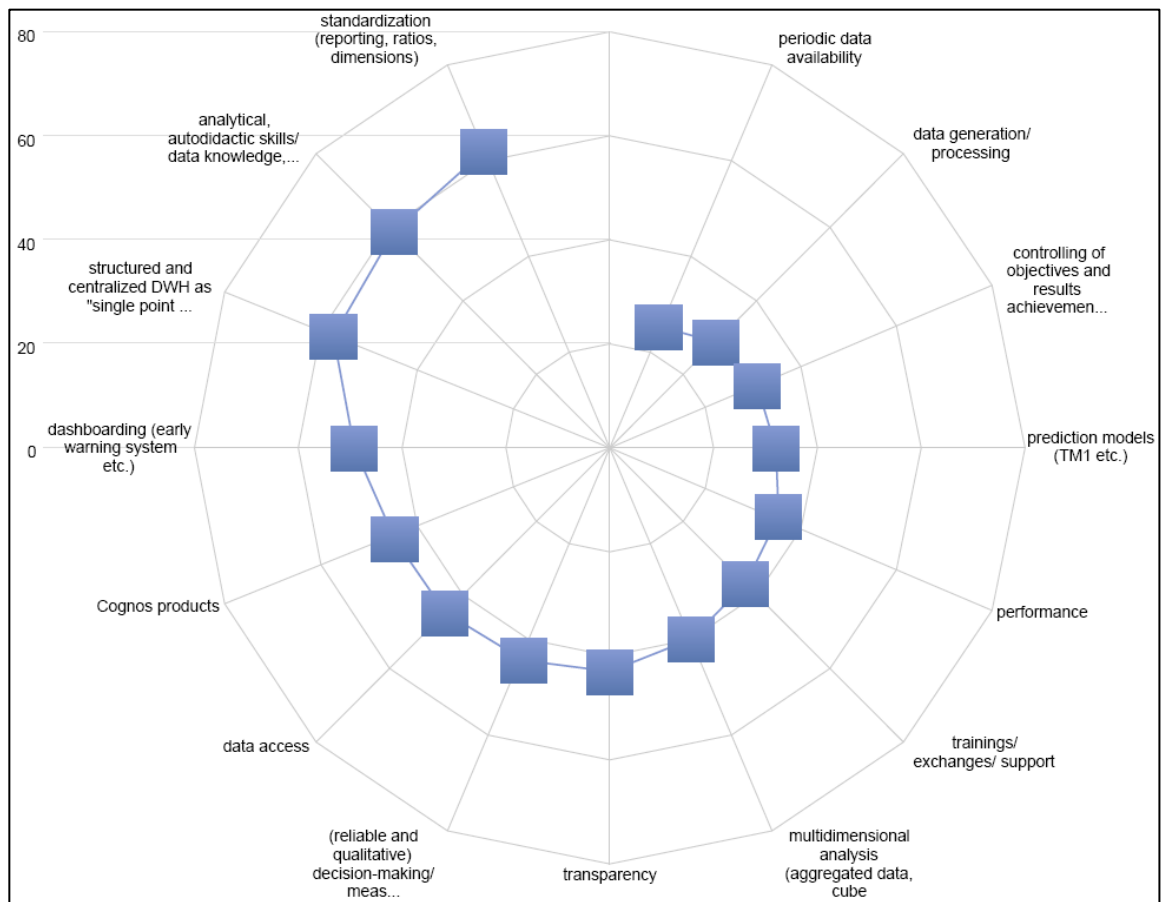 80
60
40
20
0
standardization
(reporting, ratios,
dimensions)
periodic data
availability
data generation/
processing
controlling of
objectives and
results
achievemen...
prediction models
(TM1 etc.)
performance
trainings/
exchanges/ support
multidimensional
analysis
(aggregated data,
cube
transparency
(reliable and
qualitative)
decision-making/
meas...
data access
Cognos products
dashboarding (early
warning system
etc.)
structured and
centralized DWH as
"single point ...
analytical,
autodidactic skills/
data knowledge,...